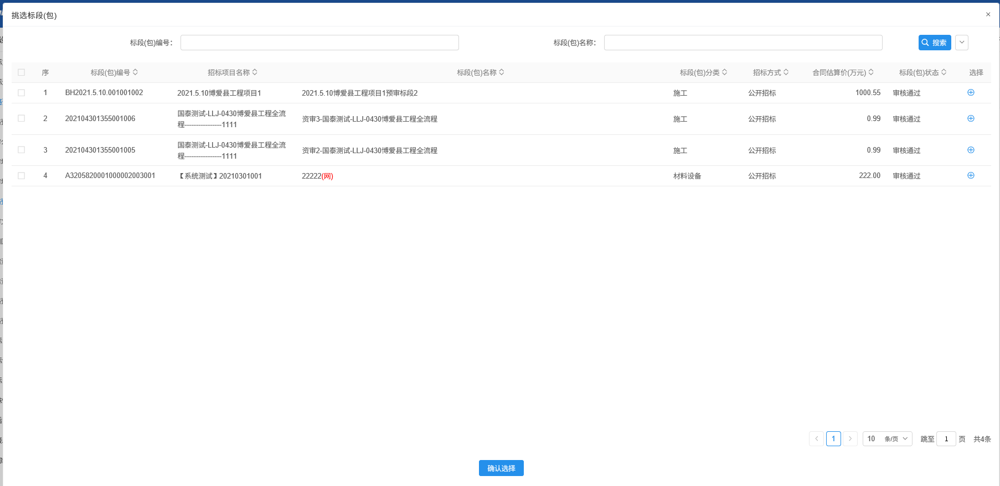 挑选标段(包)
×
标段(包)编号：
标段(包)名称：
搜索
序 标段(包)编号 招标项目名称 标段(包)名称 标段(包)分类 招标方式 合同估算价(万元) 标段(包)状态 选择
1 BH2021.5.10.001001002 2021.5.10博爱县工程项目1 2021.5.10博爱县工程项目1预审标段2 施工 公开招标 1000.55 审核通过
2 202104301355001006 国泰测试-LLJ-0430博爱县工程全流
程----------------1111 资审3-国泰测试-LLJ-0430博爱县工程全流程 施工 公开招标 0.99 审核通过
3 202104301355001005 国泰测试-LLJ-0430博爱县工程全流
程----------------1111 资审2-国泰测试-LLJ-0430博爱县工程全流程 施工 公开招标 0.99 审核通过
4 A3205820001000002003001 【系统测试】20210301001 22222(网) 材料设备 公开招标 222.00 审核通过
1 10 条/页 跳至 1 页 共4条
确认选择